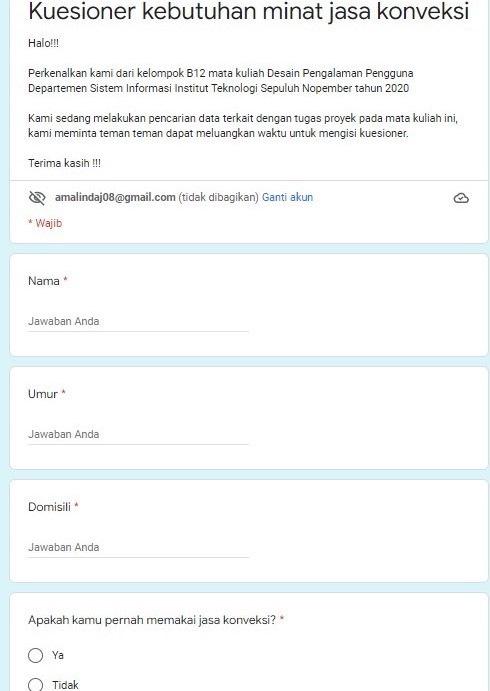 Kuesioner kebutuhan minat jasa konveksi
Halo!!!
Perkenalkan kami dari kelompok B12 mata kuliah Desain Pengalaman Pengguna
Departemen Sistem Informasi Institut Teknologi Sepuluh Nopember tahun 2020
Kami sedang melakukan pencarian data terkait dengan tugas proyek pada mata kuliah ini,
kami meminta teman teman dapat meluangkan waktu untuk mengisi kuesioner.
Terima kasih !!!
amalindaj08@gmail.com (tidak dibagikan) Ganti akun
* Wajib
Nama *
Jawaban Anda
Umur *
Jawaban Anda
Domisili *
Jawaban Anda
Apakah kamu pernah memakai jasa konveksi? *
Ya
Tidak